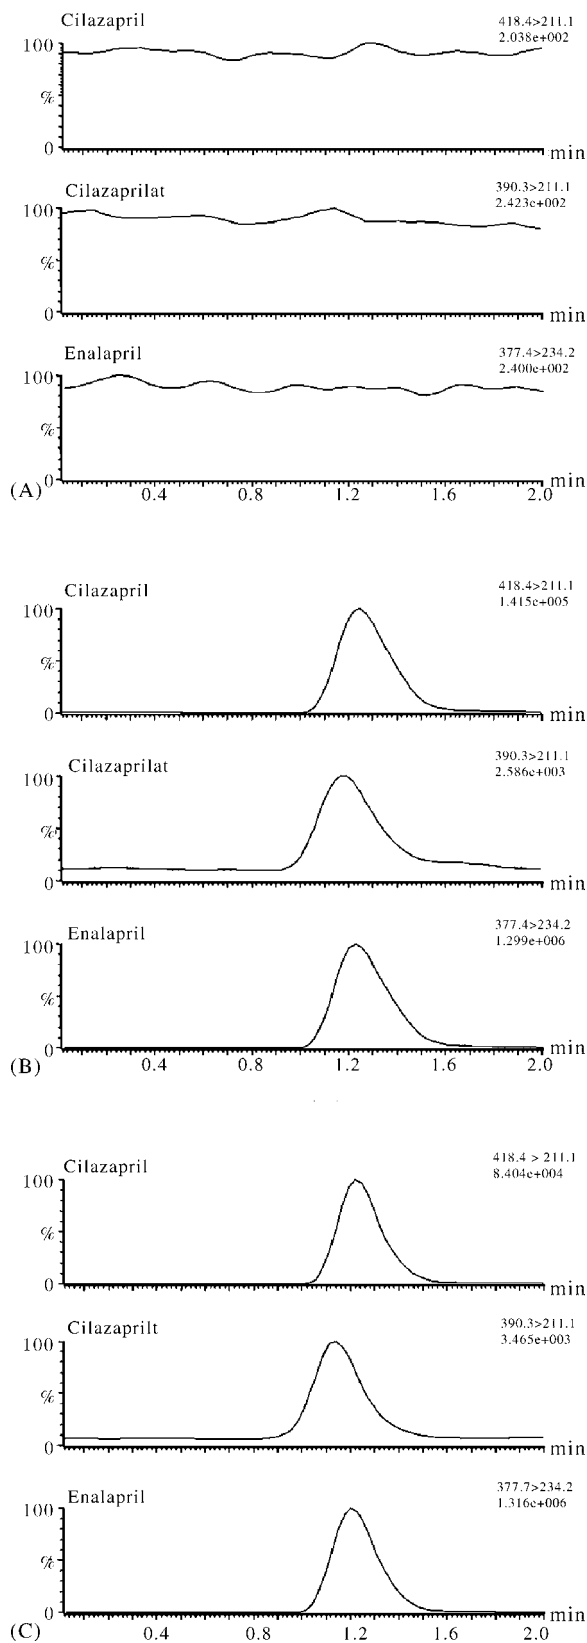 Cilazapril
418.4>211.1
2.038e+002
100
%
0
min
Cilazaprilat
390.3>211.1
2.423e+002
100
%
0
min
Enalapril
377.4>234.2
2.400e+002
100
%
0
min
(A)
0.4 0.8 1.2 1.6 2.0
Cilazapril
418.4>211.1
1.415e+005
100
%
0
min
Cilazaprilat
390.3>211.1
2.586e+003
100
%
0
min
Enalapril
377.4>234.2
1.299e+006
100
%
0
min
(B)
0.4 0.8 1.2 1.6 2.0
Cilazapril
418.4 > 211.1
8.404e+004
100
%
0
min
Cilazaprilt
390.3>211.1
3.465e+003
100
%
0
min
Enalapril
377.7>234.2
1.316e+006
100
%
0
min
(C)
0.4 0.8 1.2 1.6 2.0